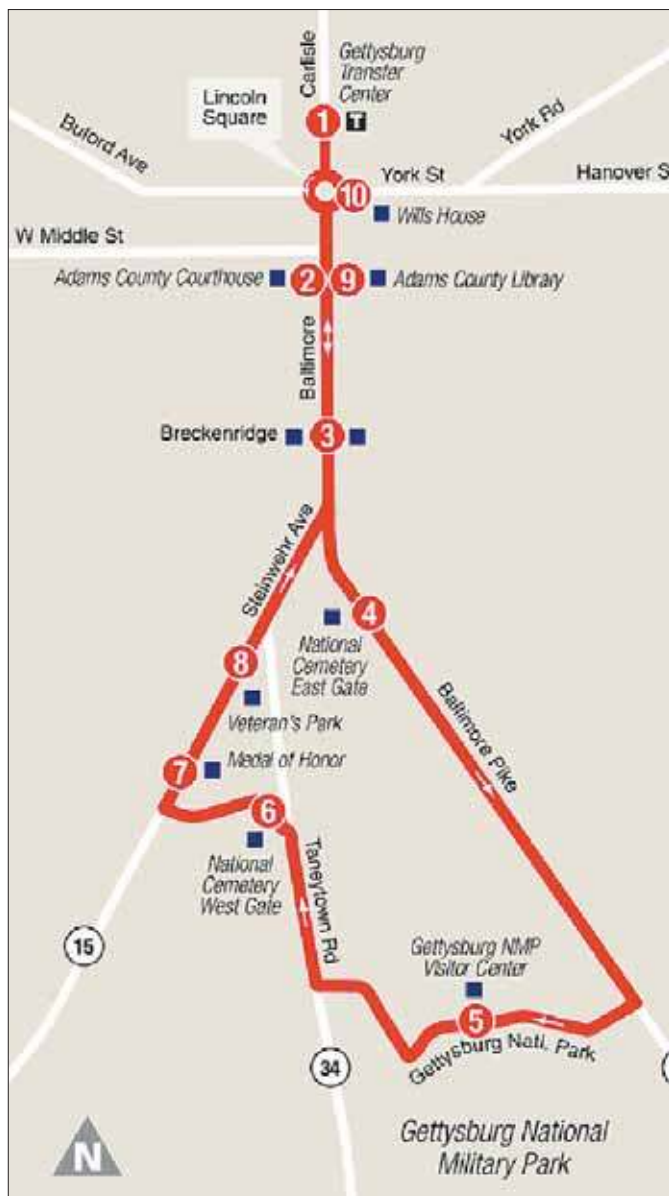 Carlisle
Gettysburg
Transfer
Center
Lincoln
Square
1
T
Buford Ave
York Rd
York St
Hanover S
10
Wills House
W Middle St
Adams County Courthouse
2
9
Adams County Library
Baltimore
Breckenridge
3
Steinwehr Ave
4
National
Cemetery
East Gate
8
Veteran's Park
Baltimore Pike
7
Medal of Honor
6
National
Cemetery
West Gate
Taneytown Rd
15
Gettysburg NMP
Visitor Center
5
Gettysburg Natl. Park
34
N
Gettysburg National
Military Park